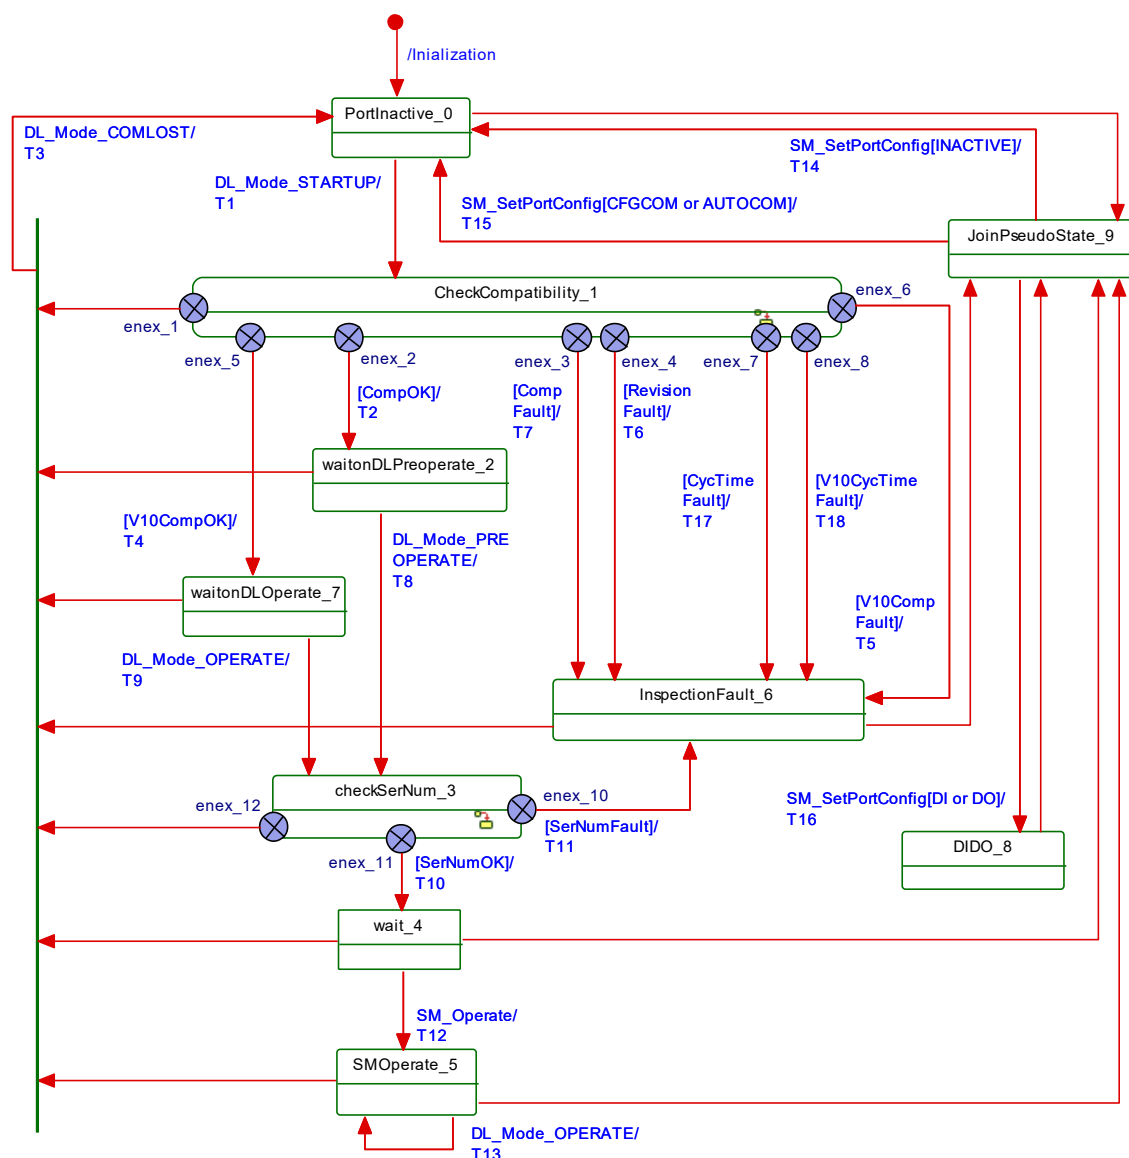 /Inialization
PortInactive_0
DL_Mode_COMLOST/
T3
SM_SetPortConfig[INACTIVE]/
T14
DL_Mode_STARTUP/
T1
SM_SetPortConfig[CFGCOM or AUTOCOM]/
T15
JoinPseudoState_9
CheckCompatibility_1
enex_6
enex_1
enex_5
enex_2
enex_3
enex_4
enex_7
enex_8
[CompOK]/
T2
[Comp
Fault]/
T7
[Revision
Fault]/
T6
waitonDLPreoperate_2
[CycTime
Fault]/
T17
[V10CycTime
Fault]/
T18
[V10CompOK]/
T4
DL_Mode_PRE
OPERATE/
T8
waitonDLOperate_7
[V10Comp
Fault]/
T5
DL_Mode_OPERATE/
T9
InspectionFault_6
checkSerNum_3
enex_12
enex_10
SM_SetPortConfig[DI or DO]/
T16
[SerNumFault]/
T11
DIDO_8
enex_11
[SerNumOK]/
T10
wait_4
SM_Operate/
T12
SMOperate_5
DL_Mode_OPERATE/
T13